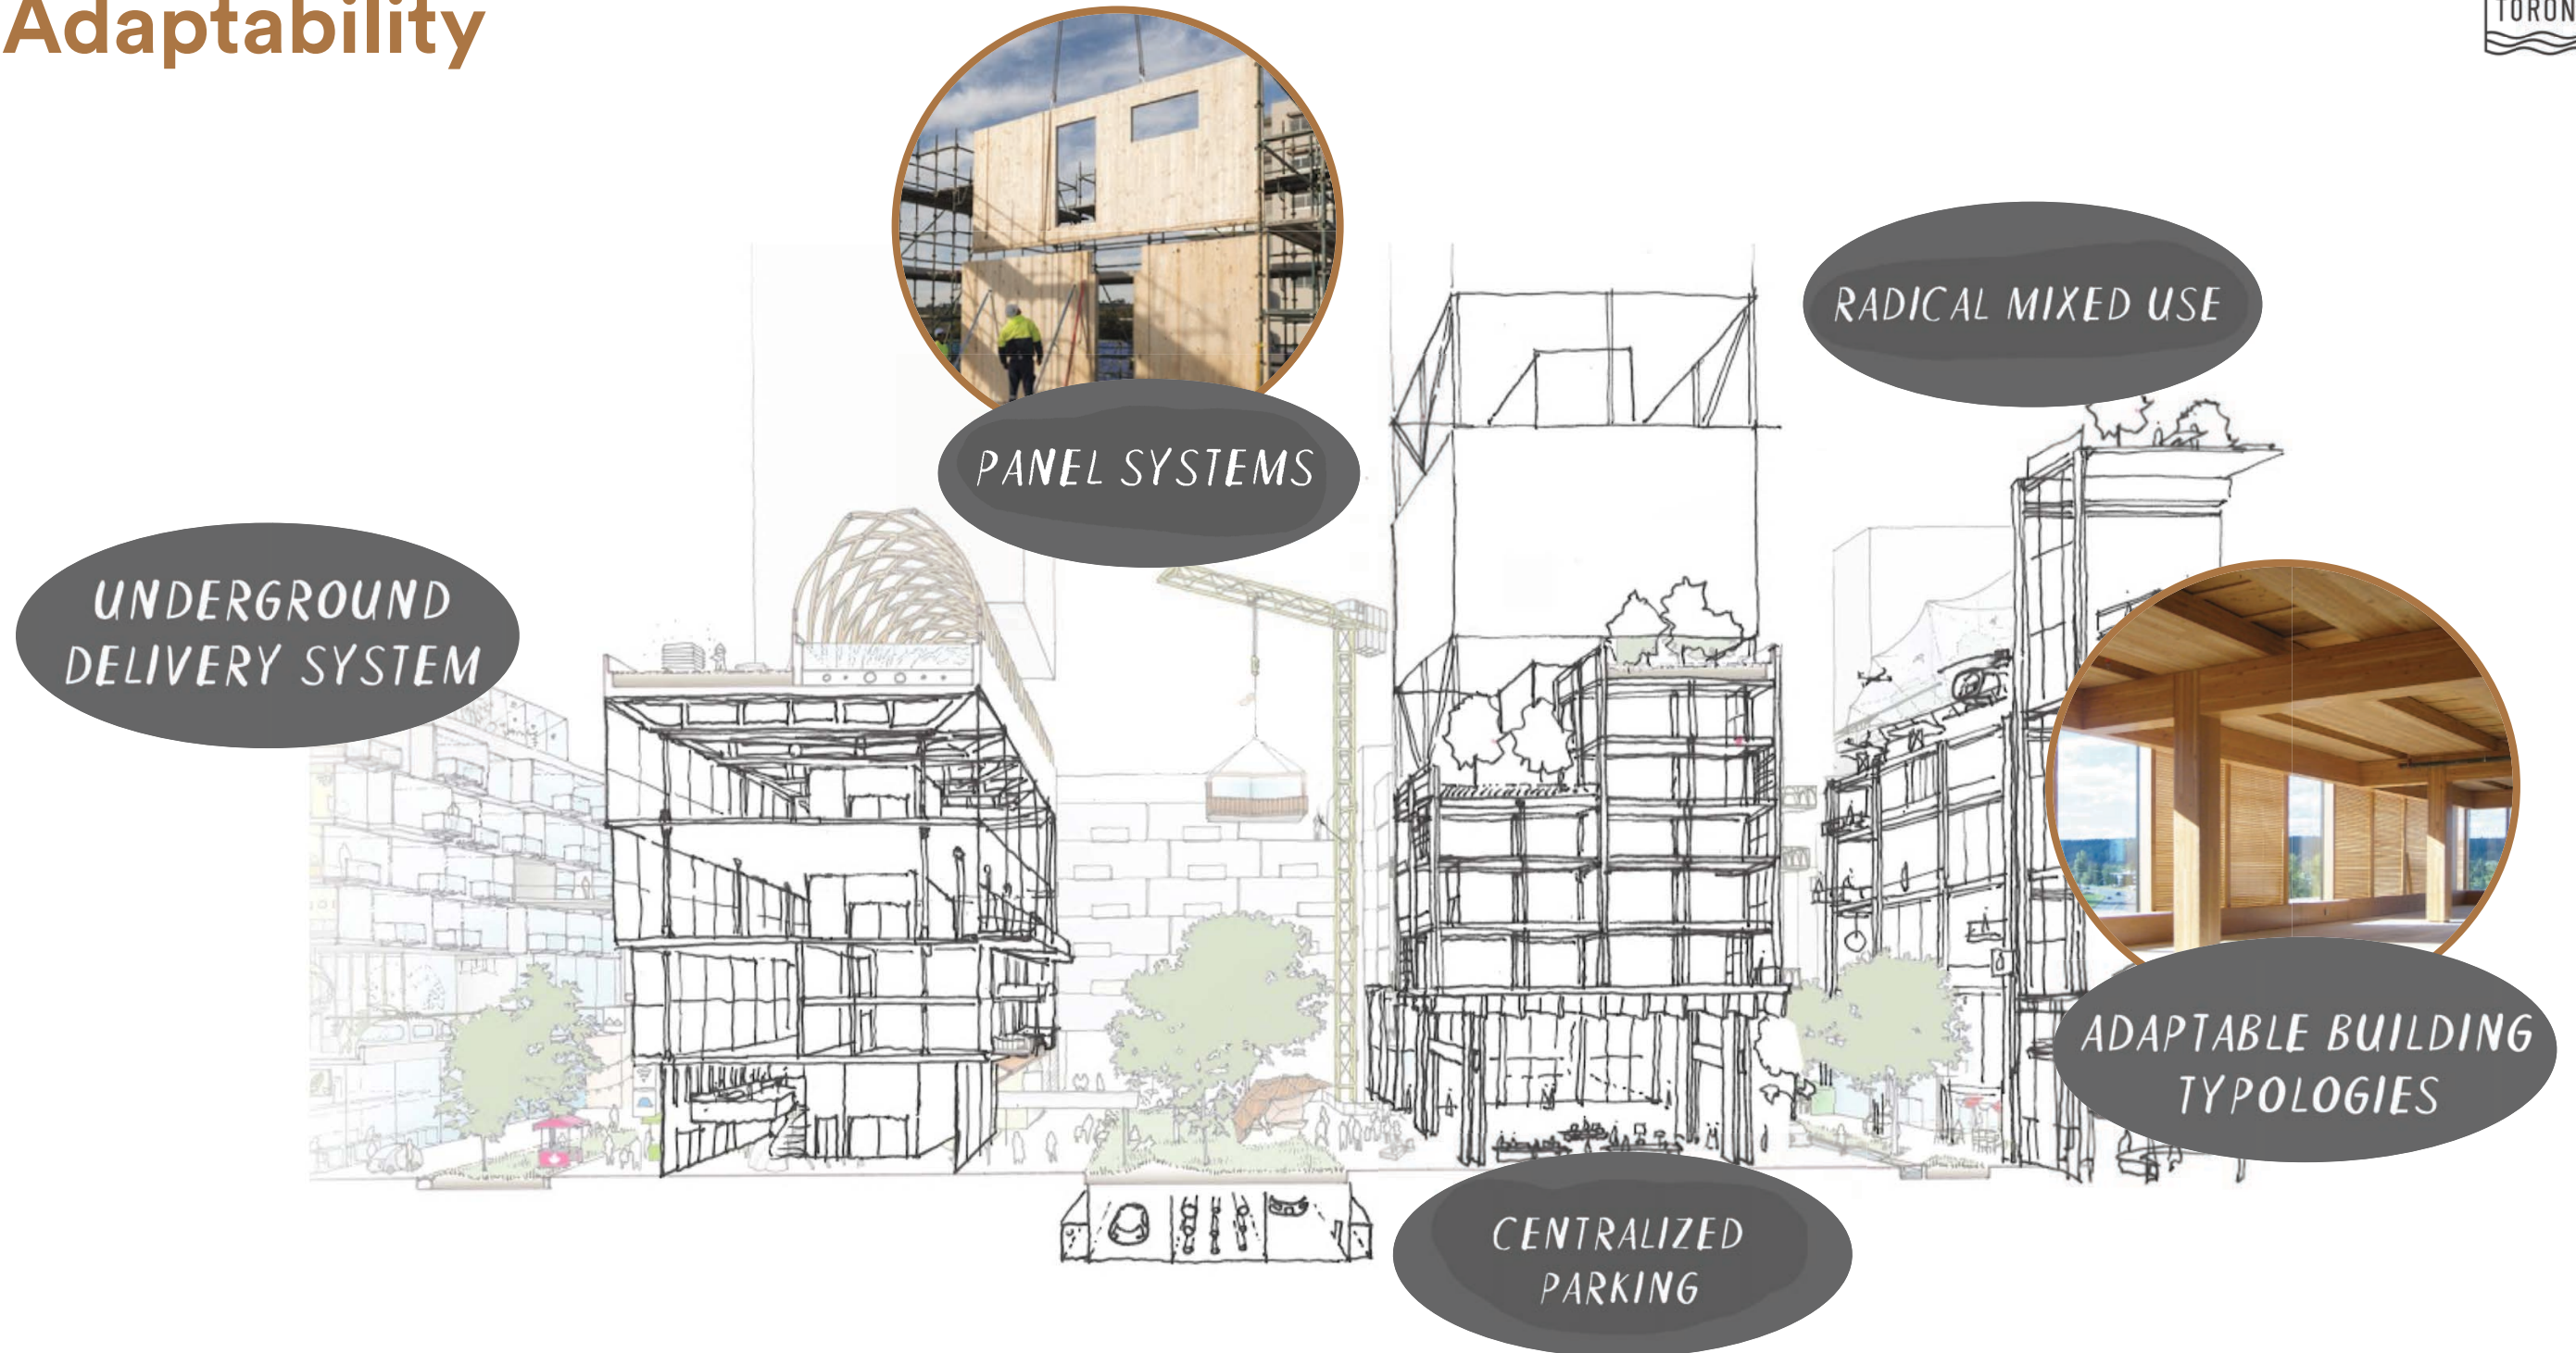 Adaptability
RADICAL MIXED USE
PANEL SYSTEMS
UNDERGROUND
DELIVERY SYSTEM
ADAPTABLE BUILDING
TYPOLOGIES
CENTRALIZED
PARKING